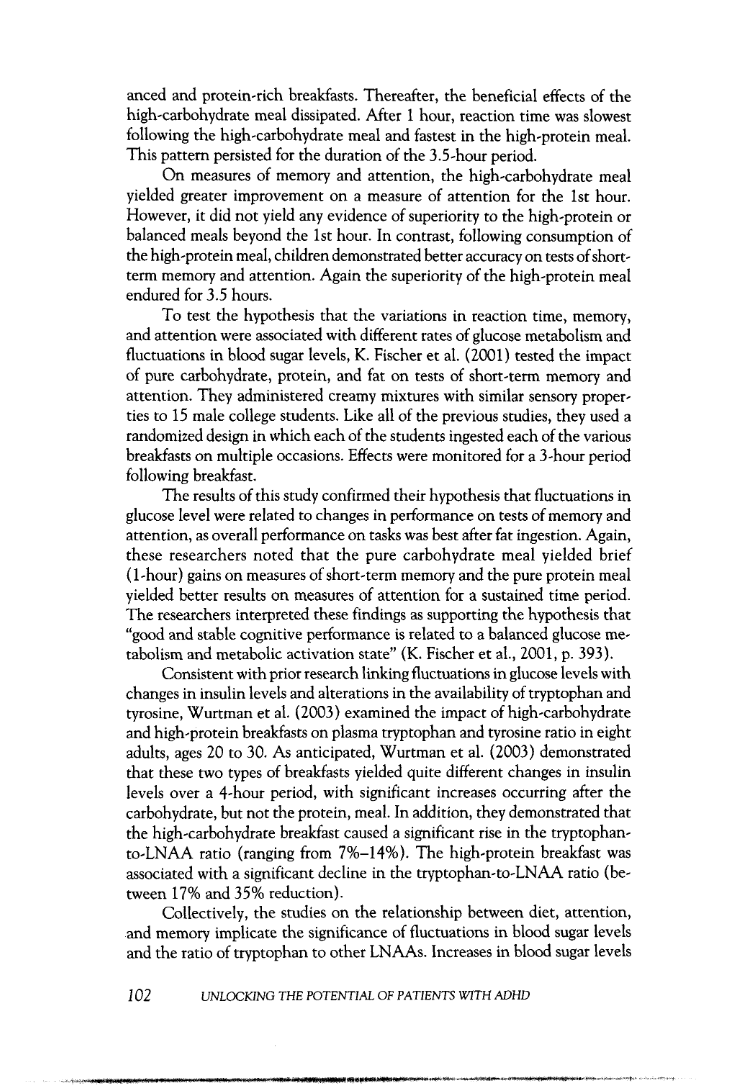 anced and protein-rich breakfasts. Thereafter, the beneficial effects of the
high-carbohydrate meal dissipated. After 1 hour, reaction time was slowest
following the high-carbohydrate meal and fastest in the high-protein meal.
This pattern persisted for the duration of the 3.5-hour period.
On measures of memory and attention, the high-carbohydrate meal
yielded greater improvement on a measure of attention for the 1st hour.
However, it did not yield any evidence of superiority to the high-protein or
balanced meals beyond the 1st hour. In contrast, following consumption of
the high-protein meal, children demonstrated better accuracy on tests of short-
term memory and attention. Again the superiority of the high-protein meal
endured for 3.5 hours.
To test the hypothesis that the variations in reaction time, memory,
and attention were associated with different rates of glucose metabolism and
fluctuations in blood sugar levels, K. Fischer et al. (2001) tested the impact
of pure carbohydrate, protein, and fat on tests of short-term memory and
attention. They administered creamy mixtures with similar sensory proper-
ties to 15 male college students. Like all of the previous studies, they used a
randomized design in which each of the students ingested each of the various
breakfasts on multiple occasions. Effects were monitored for a 3-hour period
following breakfast.
The results of this study confirmed their hypothesis that fluctuations in
glucose level were related to changes in performance on tests of memory and
attention, as overall performance on tasks was best after fat ingestion. Again,
these researchers noted that the pure carbohydrate meal yielded brief
(1-hour) gains on measures of short-term memory and the pure protein meal
yielded better results on measures of attention for a sustained time period.
The researchers interpreted these findings as supporting the hypothesis that
"good and stable cognitive performance is related to a balanced glucose me-
tabolism and metabolic activation state" (K. Fischer et al., 2001, p. 393).
Consistent with prior research linking fluctuations in glucose levels with
changes in insulin levels and alterations in the availability of tryptophan and
tyrosine, Wurtman et al. (2003) examined the impact of high-carbohydrate
and high-protein breakfasts on plasma tryptophan and tyrosine ratio in eight
adults, ages 20 to 30. As anticipated, Wurtman et al. (2003) demonstrated
that these two types of breakfasts yielded quite different changes in insulin
levels over a 4-hour period, with significant increases occurring after the
carbohydrate, but not the protein, meal. In addition, they demonstrated that
the high-carbohydrate breakfast caused a significant rise in the tryptophan-
to-LNAA ratio (ranging from 7%–14%). The high-protein breakfast was
associated with a significant decline in the tryptophan-to-LNAA ratio (be-
tween 17% and 35% reduction).
Collectively, the studies on the relationship between diet, attention,
and memory implicate the significance of fluctuations in blood sugar levels
and the ratio of tryptophan to other LNAAs. Increases in blood sugar levels
102 UNLOCKING THE POTENTIAL OF PATIENTS WITH ADHD